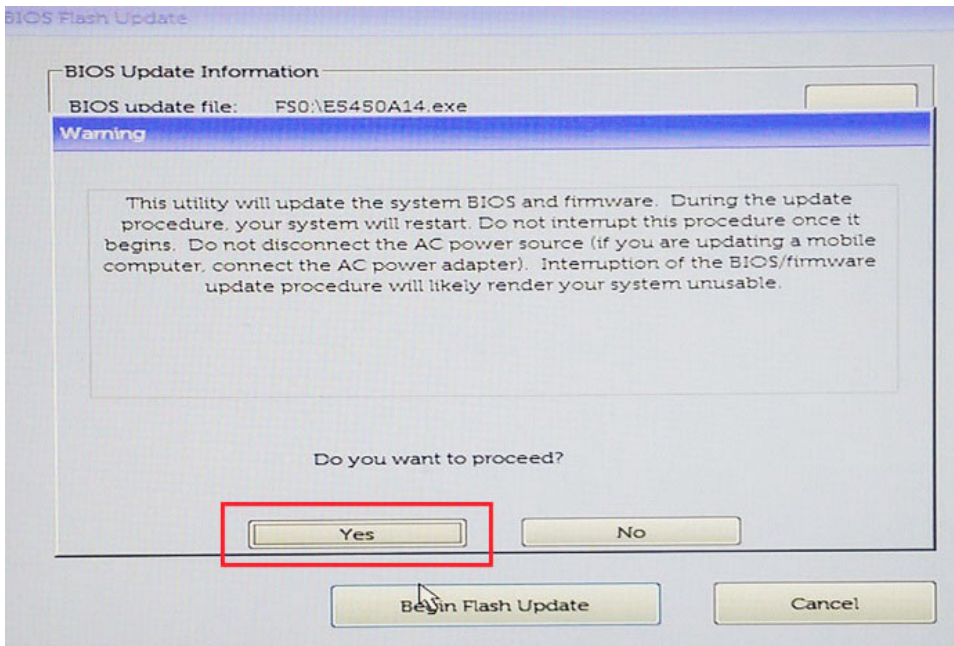 BIOS Flash Update
BIOS Update Information
BIOS update file: FS0:\E5450A14.exe
Warning
This utility will update the system BIOS and firmware. During the update
procedure, your system will restart. Do not interrupt this procedure once it
begins. Do not disconnect the AC power source (if you are updating a mobile
computer, connect the AC power adapter). Interruption of the BIOS/firmware
update procedure will likely render your system unusable.
Do you want to proceed?
Yes No
Begin Flash Update Cancel